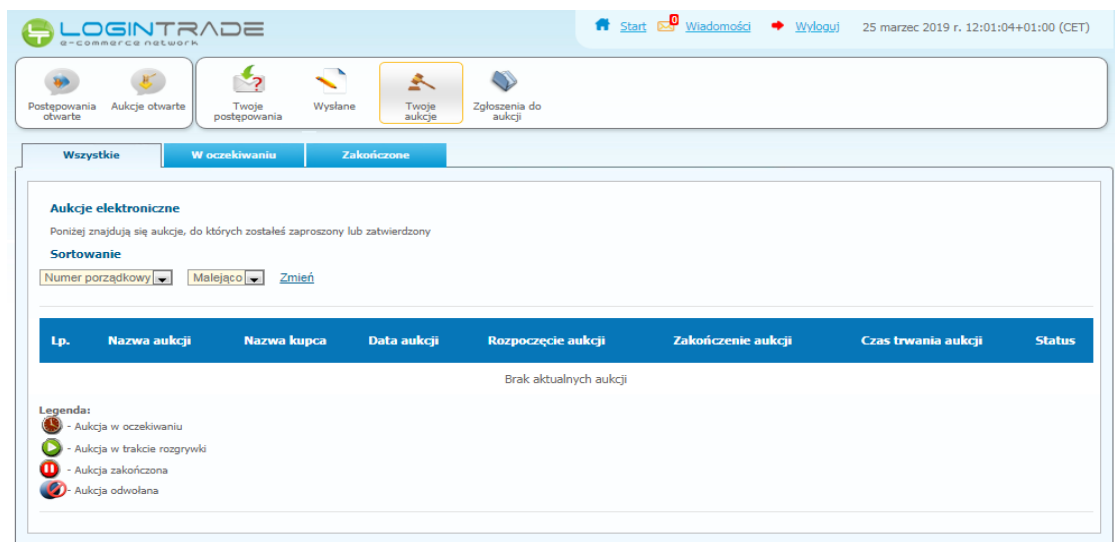 LOGINTRADE
e-commerce network
Start 0 Wiadomości Wyloguj 25 marzec 2019 r. 12:01:04+01:00 (CET)
Postępowania otwarte
Aukcje otwarte
Twoje postępowania
Wysłane
Twoje aukcje
Zgłoszenia do aukcji
Wszystkie W oczekiwaniu Zakończone
Aukcje elektroniczne
Poniżej znajdują się aukcje, do których zostałeś zaproszony lub zatwierdzony
Sortowanie
Numer porządkowy Malejąco Zmień
Lp. Nazwa aukcji Nazwa kupca Data aukcji Rozpoczęcie aukcji Zakończenie aukcji Czas trwania aukcji Status
Brak aktualnych aukcji
Legenda:
- Aukcja w oczekiwaniu
- Aukcja w trakcie rozgrywki
- Aukcja zakończona
- Aukcja odwołana